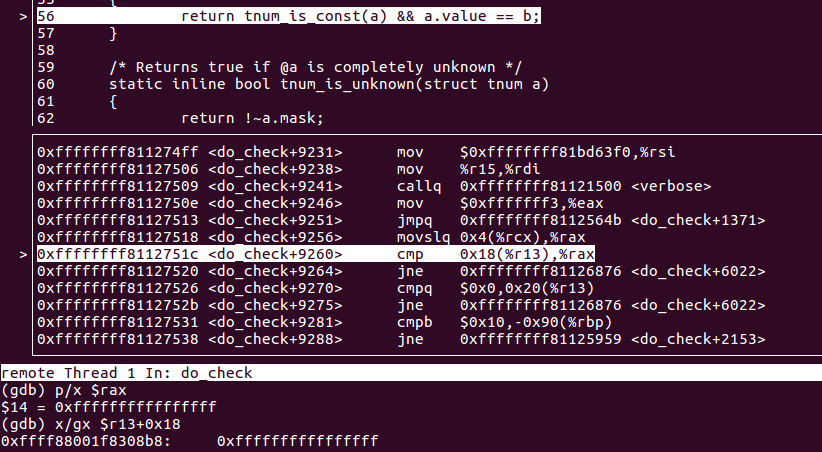 55 {
> 56 return tnum_is_const(a) && a.value == b;
57 }
58
59 /* Returns true if @a is completely unknown */
60 static inline bool tnum_is_unknown(struct tnum a)
61 {
62 return !~a.mask;
0xffffffff811274ff <do_check+9231> mov $0xffffffff81bd63f0,%rsi
0xffffffff81127506 <do_check+9238> mov %r15,%rdi
0xffffffff81127509 <do_check+9241> callq 0xffffffff81121500 <verbose>
0xffffffff8112750e <do_check+9246> mov $0xfffffff3,%eax
0xffffffff81127513 <do_check+9251> jmpq 0xffffffff8112564b <do_check+1371>
0xffffffff81127518 <do_check+9256> movslq 0x4(%rcx),%rax
> 0xffffffff8112751c <do_check+9260> cmp 0x18(%r13),%rax
0xffffffff81127520 <do_check+9264> jne 0xffffffff81126876 <do_check+6022>
0xffffffff81127526 <do_check+9270> cmpq $0x0,0x20(%r13)
0xffffffff8112752b <do_check+9275> jne 0xffffffff81126876 <do_check+6022>
0xffffffff81127531 <do_check+9281> cmpb $0x10,-0x90(%rbp)
0xffffffff81127538 <do_check+9288> jne 0xffffffff81125959 <do_check+2153>
remote Thread 1 In: do_check
(gdb) p/x $rax
$14 = 0xffffffffffffffff
(gdb) x/gx $r13+0x18
0xffff88001f8308b8: 0xffffffffffffffff